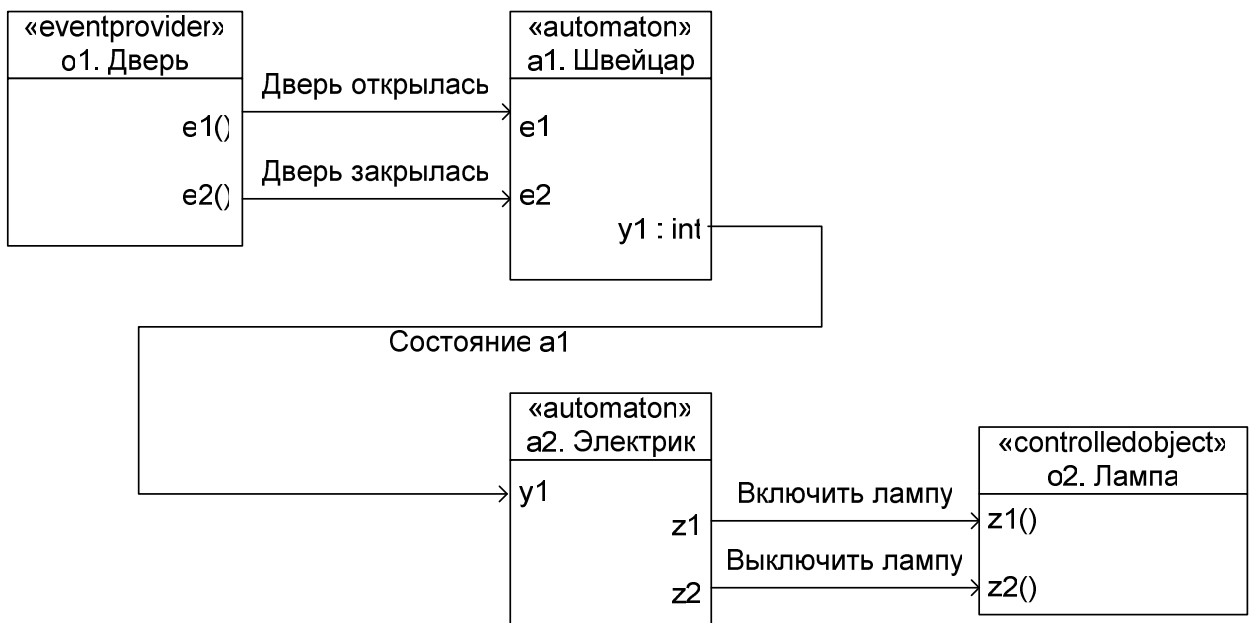 «eventprovider»
o1. Дверь
e1()
e2()
Дверь открылась
Дверь закрылась
«automaton»
a1. Швейцар
e1
e2
y1 : int
Состояние a1
«automaton»
a2. Электрик
y1
z1
z2
Включить лампу
Выключить лампу
«controlledobject»
o2. Лампа
z1()
z2()